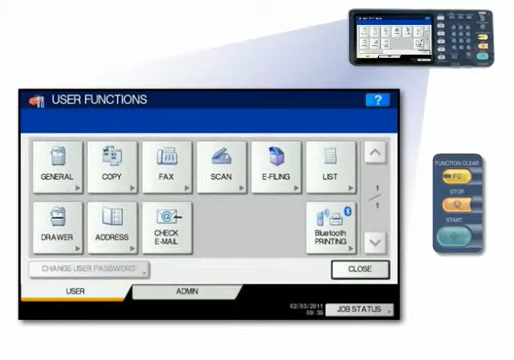 USER FUNCTIONS
?
GENERAL
COPY
FAX
SCAN
E-FILING
LIST
1
1
DRAWER
ADDRESS
CHECK
E-MAIL
Bluetooth
PRINTING
CHANGE USER PASSWORD
CLOSE
USER
ADMIN
02/03/2011
09:36
JOB STATUS
FUNCTION CLEAR
FC
STOP
START